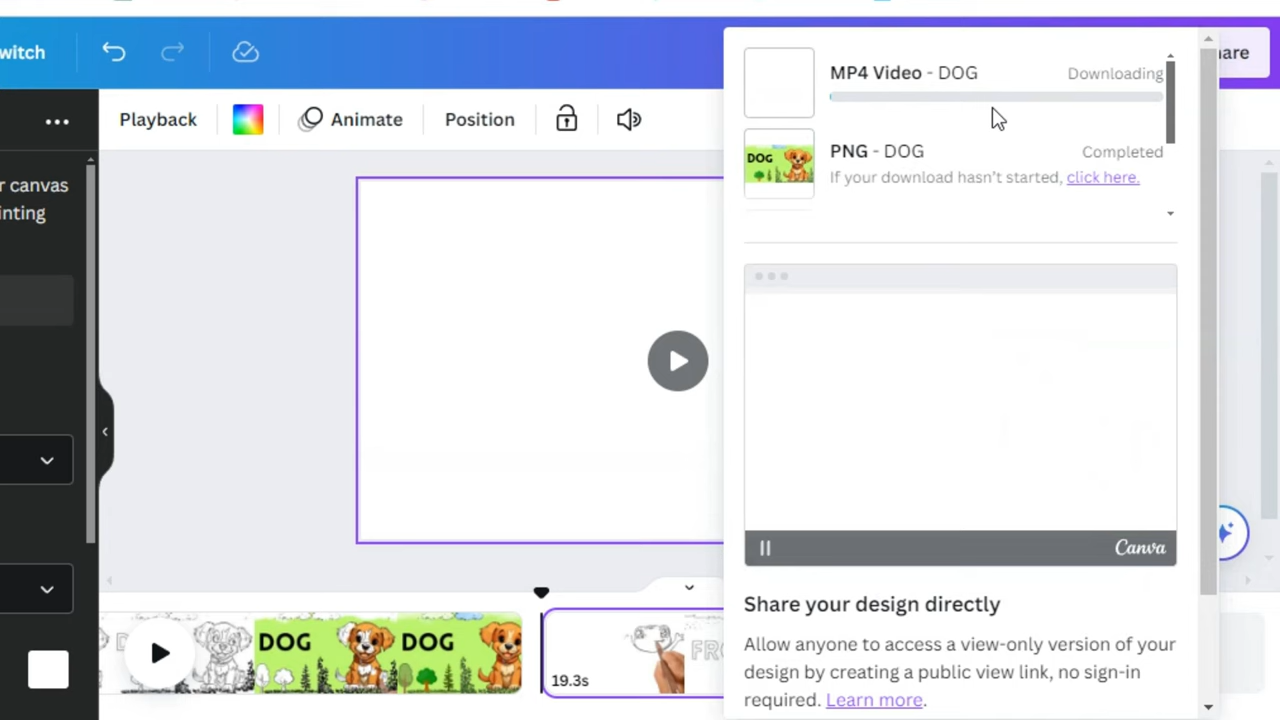 witch
are
Playback
Animate
Position
r canvas
inting
MP4 Video - DOG
Downloading
PNG - DOG
Completed
If your download hasn't started, click here.
Canva
Share your design directly
Allow anyone to access a view-only version of your
design by creating a public view link, no sign-in
required. Learn more.
DOG
DOG
DOG
19.3s
FRO